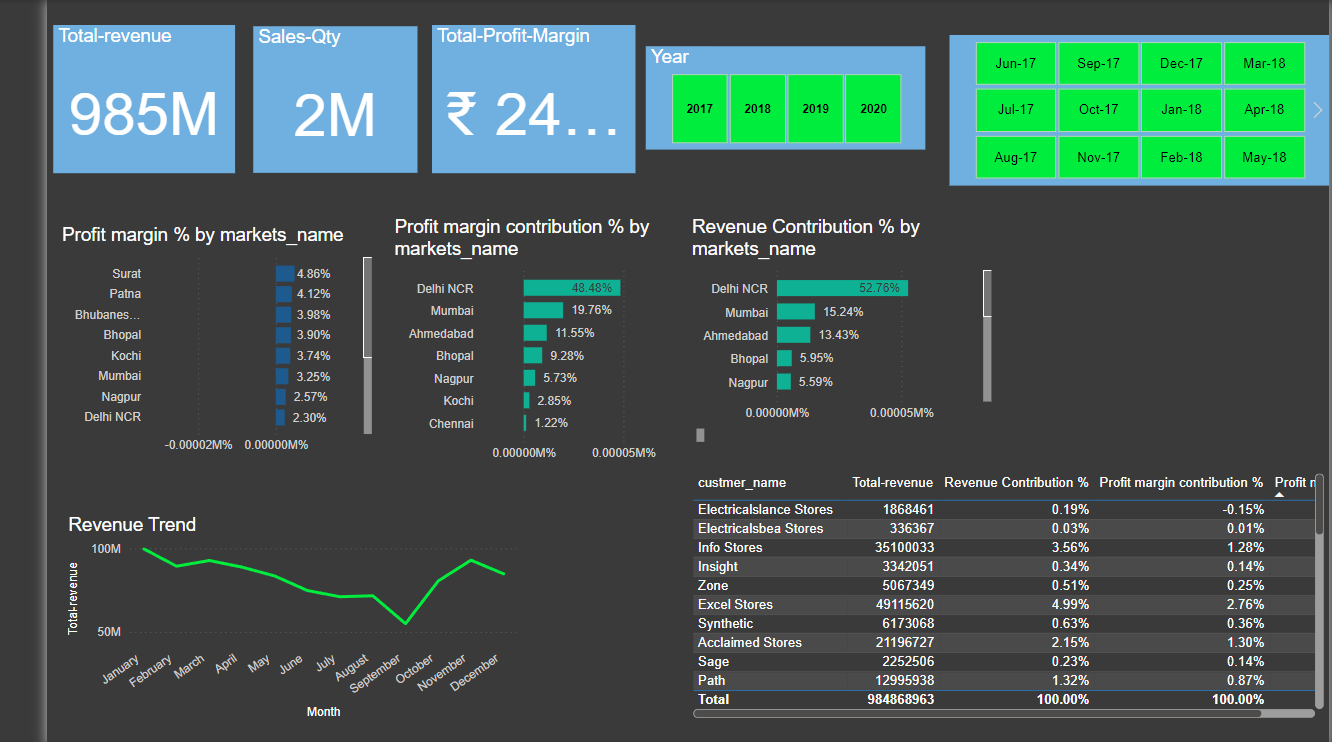 Total-revenue
985M
Sales-Qty
2M
Total-Profit-Margin
₹ 24...
Year
2017 2018 2019 2020
Jun-17 Sep-17 Dec-17 Mar-18
Jul-17 Oct-17 Jan-18 Apr-18
Aug-17 Nov-17 Feb-18 May-18
Profit margin % by markets_name
Surat 4.86%
Patna 4.12%
Bhubanes... 3.98%
Bhopal 3.90%
Kochi 3.74%
Mumbai 3.25%
Nagpur 2.57%
Delhi NCR 2.30%
-0.00002M% 0.00000M%
Profit margin contribution % by
markets_name
Delhi NCR 48.48%
Mumbai 19.76%
Ahmedabad 11.55%
Bhopal 9.28%
Nagpur 5.73%
Kochi 2.85%
Chennai 1.22%
0.00000M% 0.00005M%
Revenue Contribution % by
markets_name
Delhi NCR 52.76%
Mumbai 15.24%
Ahmedabad 13.43%
Bhopal 5.95%
Nagpur 5.59%
0.00000M% 0.00005M%
Revenue Trend
Total-revenue
100M
50M
January February March April May June July August September October November December
Month
custmer_name Total-revenue Revenue Contribution % Profit margin contribution % Profit
Electricalslance Stores 1868461 0.19% -0.15%
Electricalsbea Stores 336367 0.03% 0.01%
Info Stores 35100033 3.56% 1.28%
Insight 3342051 0.34% 0.14%
Zone 5067349 0.51% 0.25%
Excel Stores 49115620 4.99% 2.76%
Synthetic 6173068 0.63% 0.36%
Acclaimed Stores 21196727 2.15% 1.30%
Sage 2252506 0.23% 0.14%
Path 12995938 1.32% 0.87%
Total 984868963 100.00% 100.00%